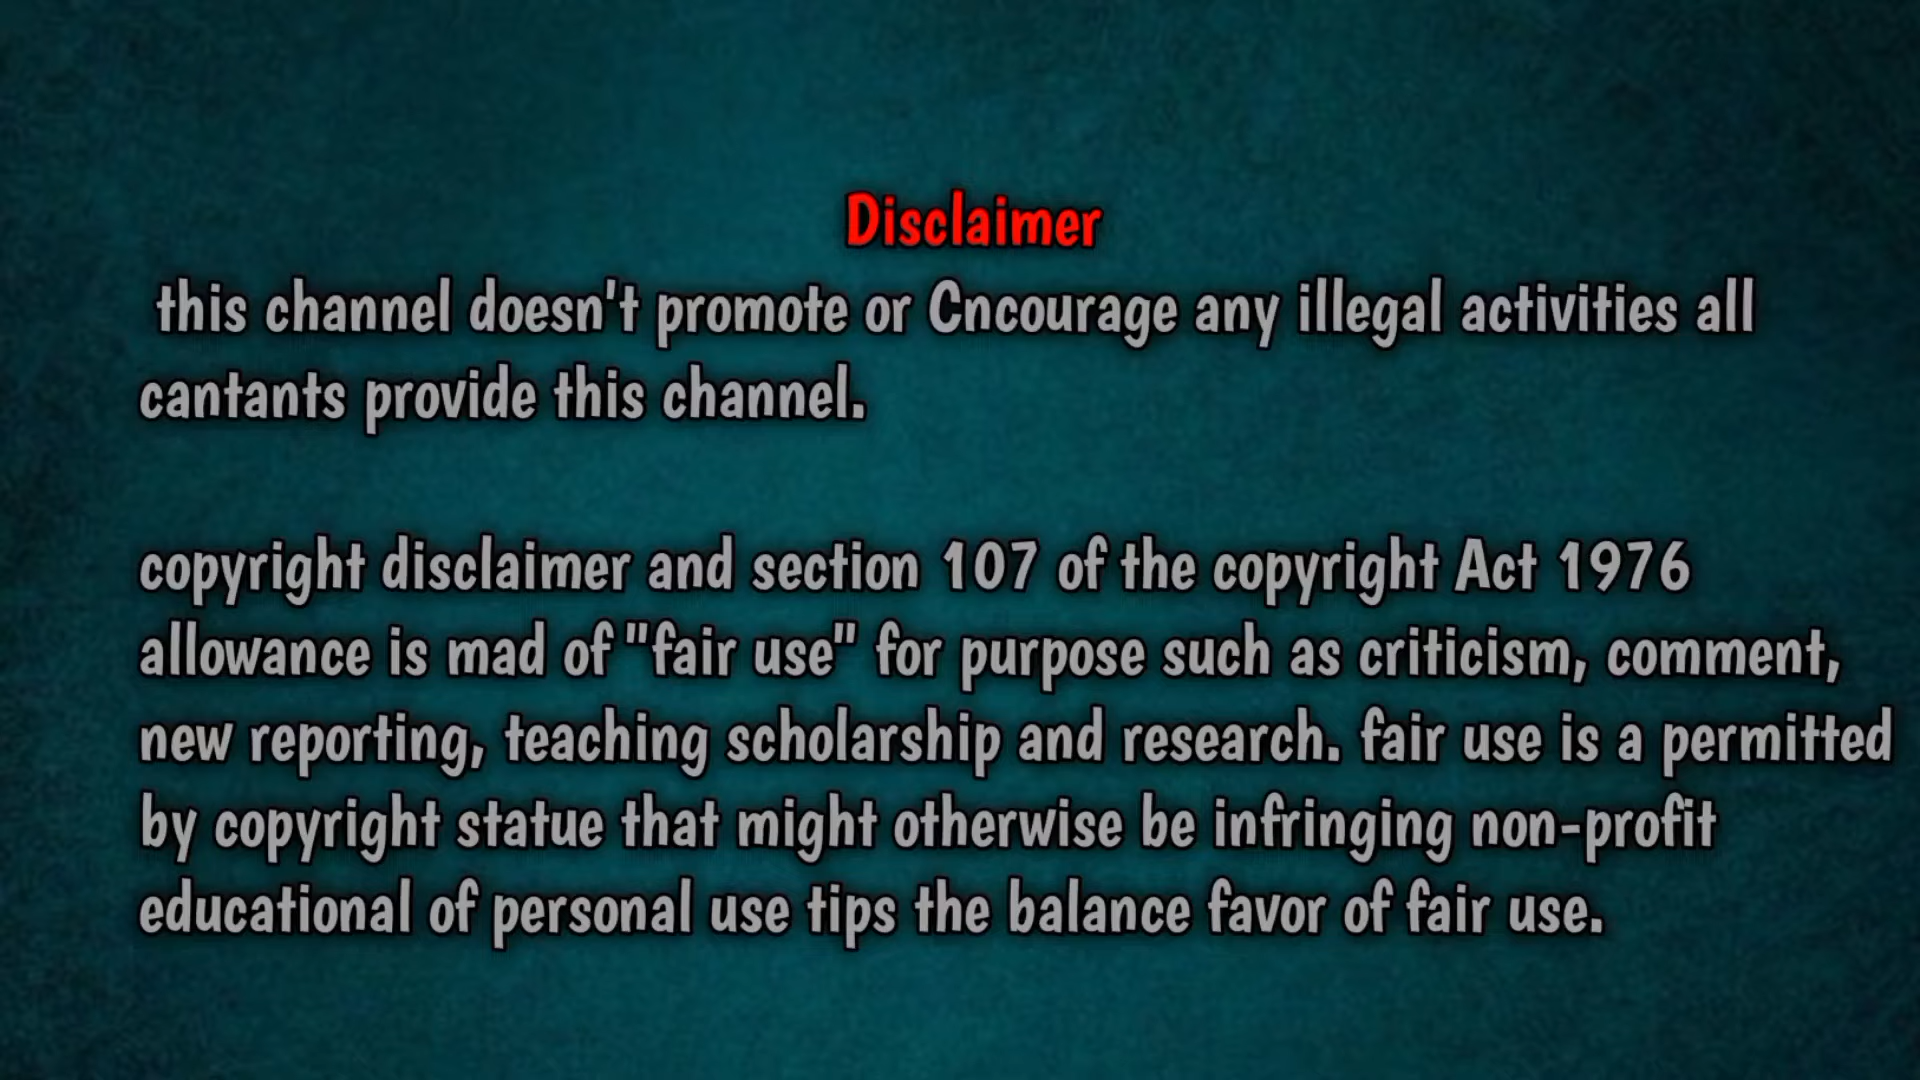 Disclaimer
this channel doesn't promote or Cncourage any illegal activities all
cantants provide this channel.
copyright disclaimer and section 107 of the copyright Act 1976
allowance is mad of "fair use" for purpose such as criticism, comment,
new reporting, teaching scholarship and research. fair use is a permitted
by copyright statue that might otherwise be infringing non-profit
educational of personal use tips the balance favor of fair use.